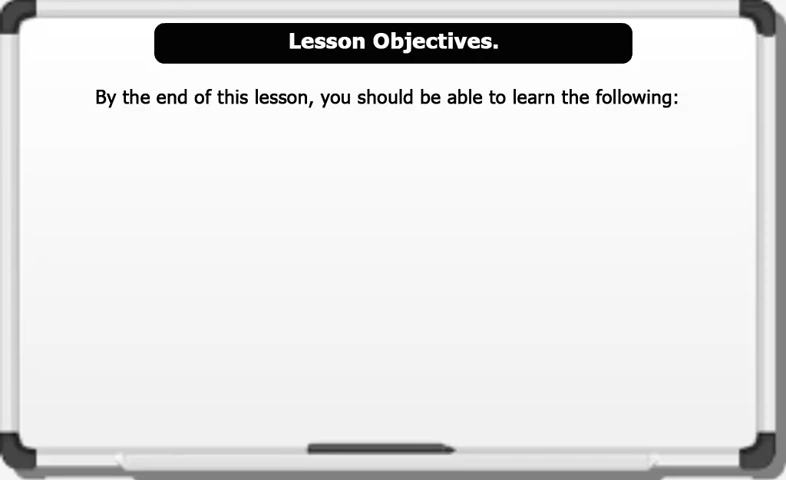 Lesson Objectives.
By the end of this lesson, you should be able to learn the following: